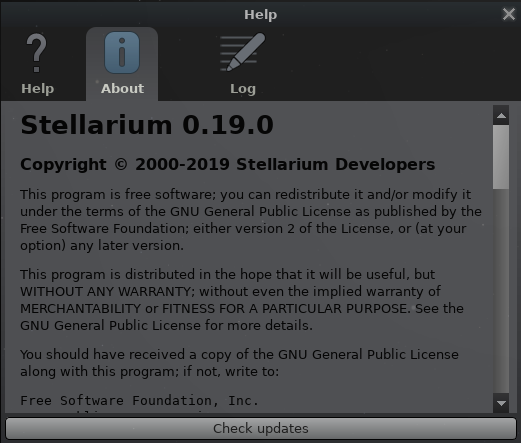 Help
Help
About
Log
Stellarium 0.19.0
Copyright © 2000-2019 Stellarium Developers
This program is free software; you can redistribute it and/or modify it
under the terms of the GNU General Public License as published by the
Free Software Foundation; either version 2 of the License, or (at your
option) any later version.
This program is distributed in the hope that it will be useful, but
WITHOUT ANY WARRANTY; without even the implied warranty of
MERCHANTABILITY or FITNESS FOR A PARTICULAR PURPOSE. See the
GNU General Public License for more details.
You should have received a copy of the GNU General Public License
along with this program; if not, write to:
Free Software Foundation, Inc.
Check updates